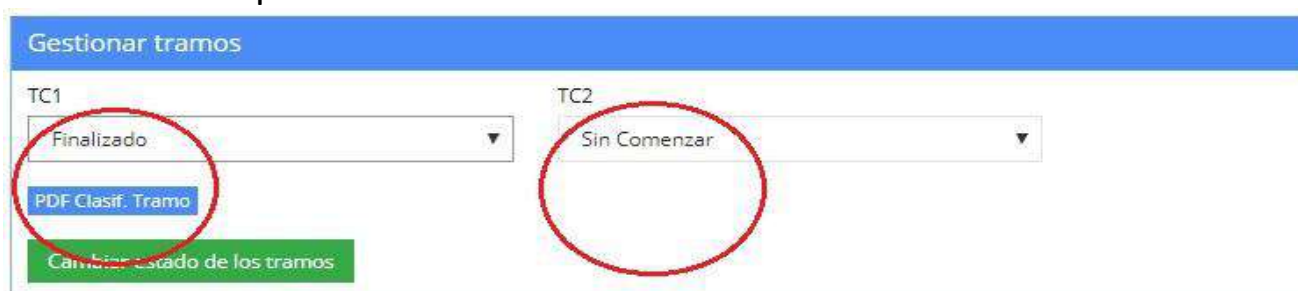 Gestionar tramos
TC1 TC2
Finalizado Sin Comenzar
PDF Clasif. Tramo
Cambiar estado de los tramos